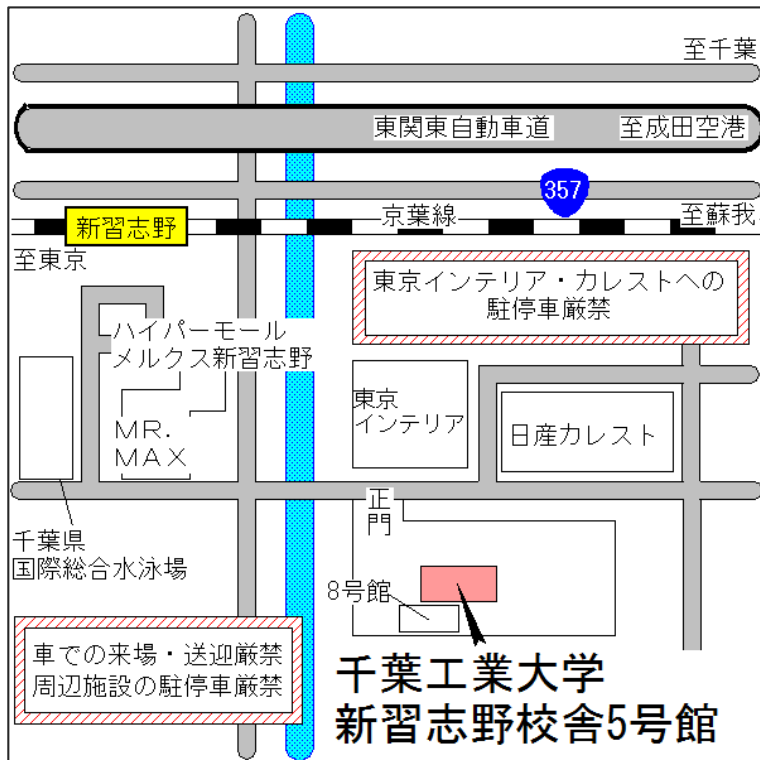 至千葉
東関東自動車道
至成田空港
357
新習志野
京葉線
至蘇我
至東京
東京インテリア・カレストへの
駐停車厳禁
ハイパーモール
メルクス新習志野
東京
インテリア
日産カレスト
MR.
MAX
正
門
千葉県
国際総合水泳場
8号館
車での来場・送迎厳禁
周辺施設の駐停車厳禁
千葉工業大学
新習志野校舎5号館